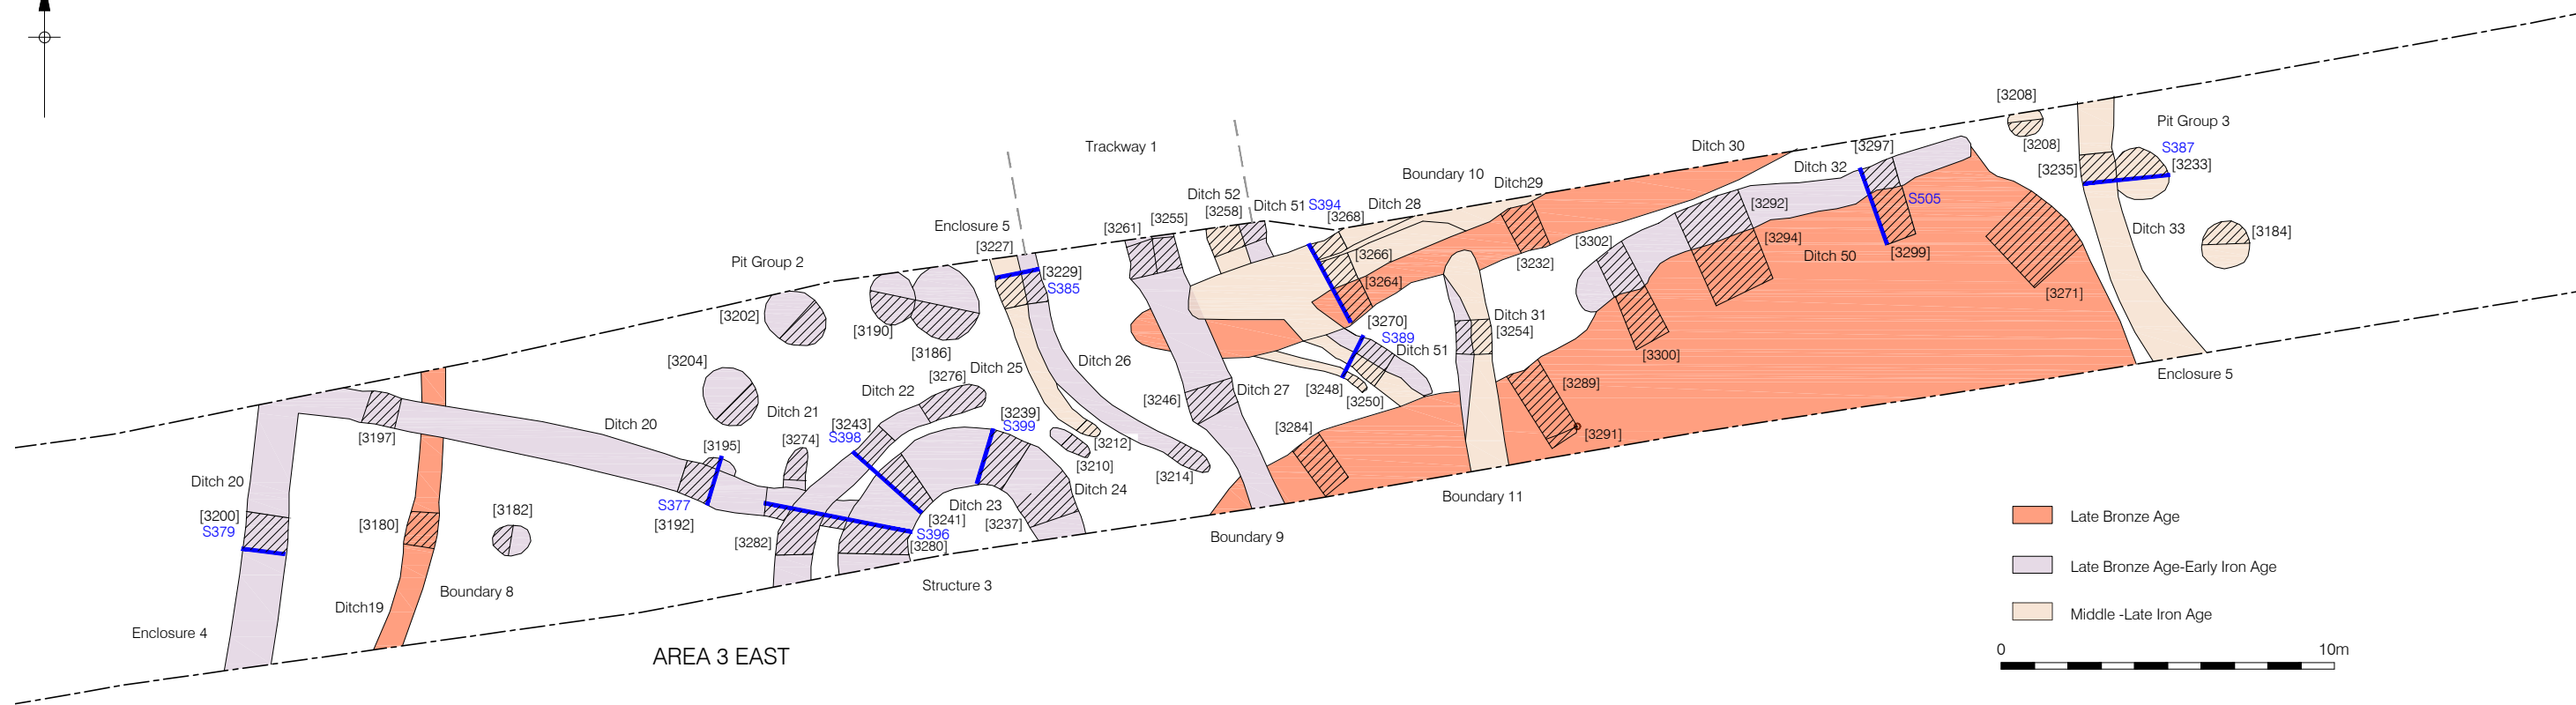 [3208]
Pit Group 3
Trackway 1
Ditch 30
[3297]
[3208]
S387
Boundary 10
Ditch 32
[3235]
[3233]
Ditch 52
Ditch29
[3258]
Ditch 51
S394
Ditch 28
[3292]
S505
Enclosure 5
[3261]
[3255]
[3268]
[3227]
[3302]
[3294]
Ditch 33
[3184]
Pit Group 2
[3229]
[3266]
[3232]
Ditch 50
[3299]
S385
[3264]
[3271]
[3202]
[3190]
[3270]
Ditch 31
[3254]
[3186]
S389
Ditch 51
[3300]
[3204]
Ditch 25
Ditch 26
Enclosure 5
Ditch 22
[3276]
[3246]
Ditch 27
[3248]
[3250]
[3289]
Ditch 21
[3239]
[3243]
S399
S398
[3284]
[3291]
Ditch 20
[3197]
[3195]
[3274]
[3212]
[3210]
[3214]
Ditch 20
Ditch 24
Boundary 11
S377
Ditch 23
[3182]
[3200]
S379
[3180]
[3192]
[3241]
[3237]
S396
[3282]
[3280]
Boundary 9
Late Bronze Age
Structure 3
Late Bronze Age-Early Iron Age
Boundary 8
Ditch19
Middle -Late Iron Age
Enclosure 4
AREA 3 EAST
0 10m